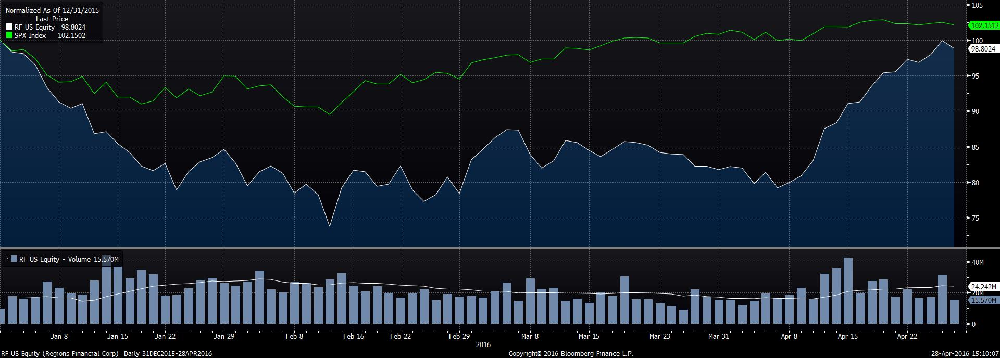 Normalized As Of 12/31/2015
Last Price
RF US Equity 98.8024
SPX Index 102.1502
105
102.1512
100
98.8024
95
90
85
80
75
RF US Equity - Volume 15.570M
40M
24.242M
20M
15.570M
0
Jan 8 Jan 15 Jan 22 Jan 29 Feb 8 Feb 16 Feb 22 Feb 29 Mar 8 Mar 15 Mar 23 Mar 31 Apr 8 Apr 15 Apr 22
2016
RF US Equity (Regions Financial Corp) Daily 31DEC2015-28APR2016 Copyright© 2016 Bloomberg Finance L.P. 28-Apr-2016 15:10:07